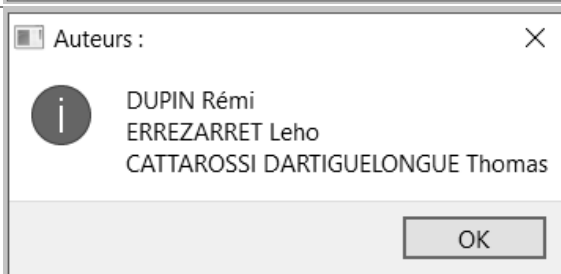 Auteurs :
DUPIN Rémi
ERREZARRET Leho
CATTAROSSI DARTIGUELONGUE Thomas
OK